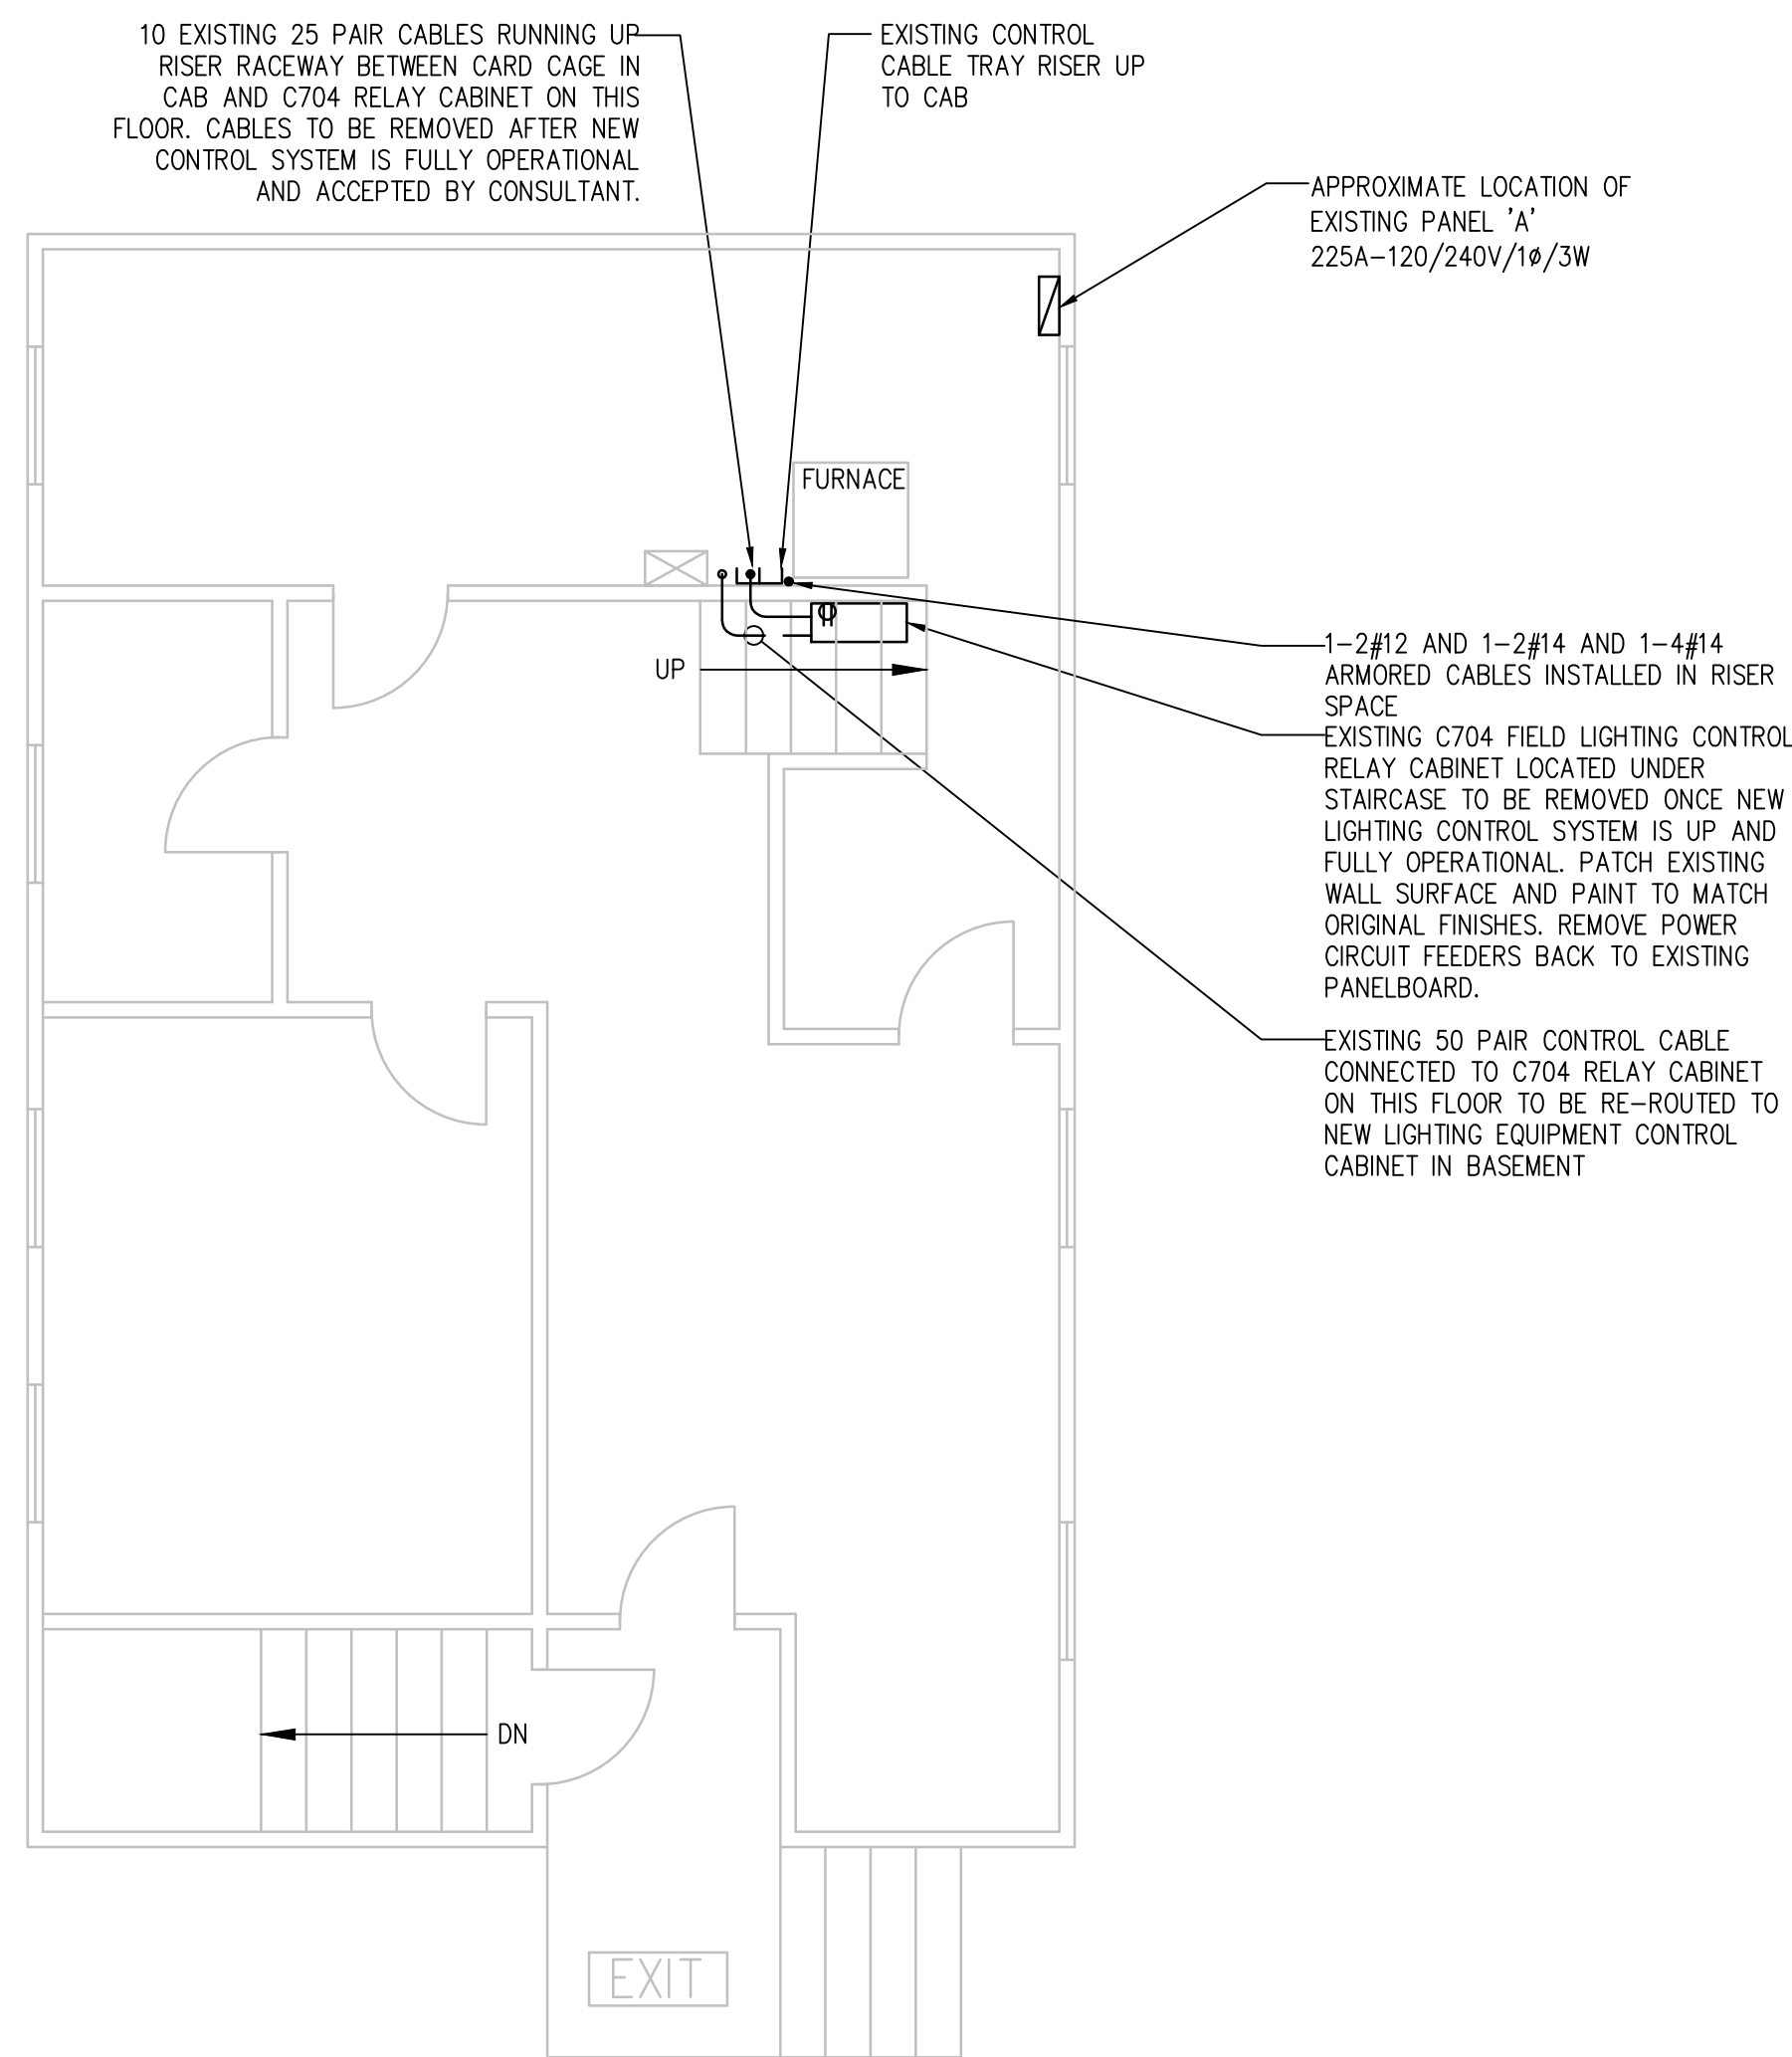 10 EXISTING 25 PAIR CABLES RUNNING UP
RISER RACEWAY BETWEEN CARD CAGE IN
CAB AND C704 RELAY CABINET ON THIS
FLOOR. CABLES TO BE REMOVED AFTER NEW
CONTROL SYSTEM IS FULLY OPERATIONAL
AND ACCEPTED BY CONSULTANT.
EXISTING CONTROL
CABLE TRAY RISER UP
TO CAB
APPROXIMATE LOCATION OF
EXISTING PANEL 'A'
225A-120/240V/1ø/3W
FURNACE
UP
1-2#12 AND 1-2#14 AND 1-4#14
ARMORED CABLES INSTALLED IN RISER
SPACE
EXISTING C704 FIELD LIGHTING CONTROL
RELAY CABINET LOCATED UNDER
STAIRCASE TO BE REMOVED ONCE NEW
LIGHTING CONTROL SYSTEM IS UP AND
FULLY OPERATIONAL. PATCH EXISTING
WALL SURFACE AND PAINT TO MATCH
ORIGINAL FINISHES. REMOVE POWER
CIRCUIT FEEDERS BACK TO EXISTING
PANELBOARD.
EXISTING 50 PAIR CONTROL CABLE
CONNECTED TO C704 RELAY CABINET
ON THIS FLOOR TO BE RE-ROUTED TO
NEW LIGHTING EQUIPMENT CONTROL
CABINET IN BASEMENT
DN
EXIT